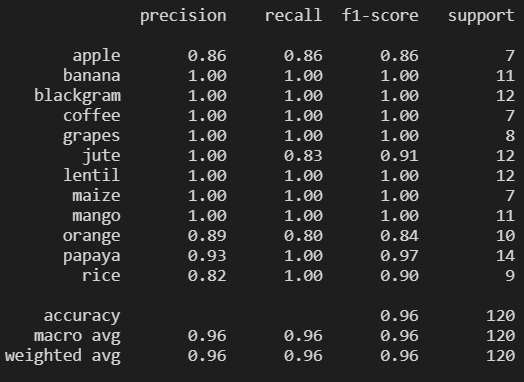 precision recall f1-score support
apple 0.86 0.86 0.86 7
banana 1.00 1.00 1.00 11
blackgram 1.00 1.00 1.00 12
coffee 1.00 1.00 1.00 7
grapes 1.00 1.00 1.00 8
jute 1.00 0.83 0.91 12
lentil 1.00 1.00 1.00 12
maize 1.00 1.00 1.00 7
mango 1.00 1.00 1.00 11
orange 0.89 0.80 0.84 10
papaya 0.93 1.00 0.97 14
rice 0.82 1.00 0.90 9
accuracy 0.96 120
macro avg 0.96 0.96 0.96 120
weighted avg 0.96 0.96 0.96 120